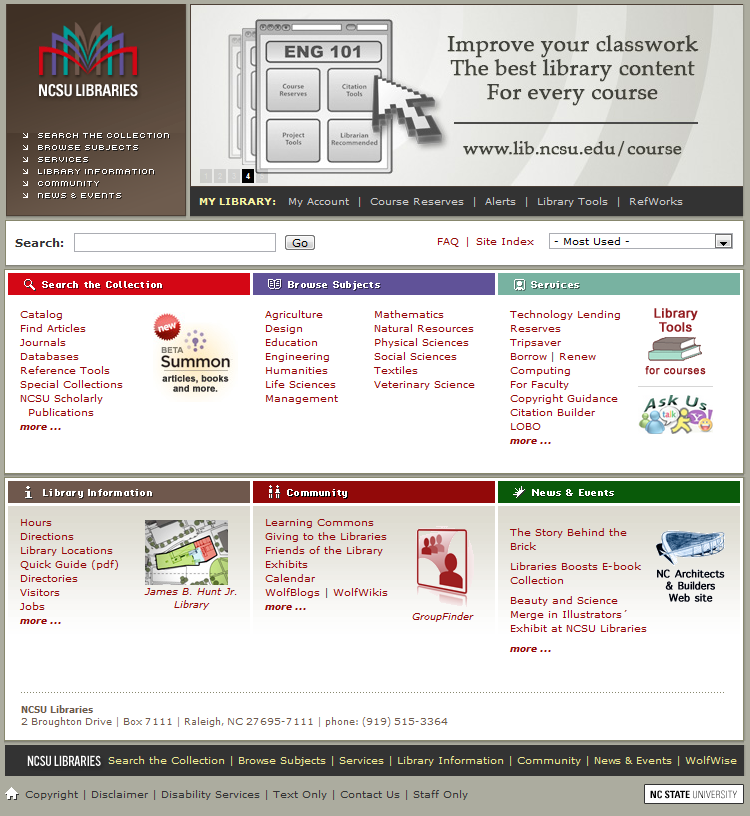 NCSU LIBRARIES
SEARCH THE COLLECTION
BROWSE SUBJECTS
SERVICES
LIBRARY INFORMATION
COMMUNITY
NEWS & EVENTS
ENG 101
Course Reserves
Citation Tools
Project Tools
Librarian Recommended
Improve your classwork
The best library content
For every course
www.lib.ncsu.edu/course
1 2 3 4 5
MY LIBRARY: My Account | Course Reserves | Alerts | Library Tools | RefWorks
Search: Go FAQ | Site Index - Most Used -
Search the Collection
Catalog
Find Articles
Journals
Databases
Reference Tools
Special Collections
NCSU Scholarly
Publications
more ...
new
BETA
Summon
articles, books
and more.
Browse Subjects
Agriculture
Design
Education
Engineering
Humanities
Life Sciences
Management
Mathematics
Natural Resources
Physical Sciences
Social Sciences
Textiles
Veterinary Science
Services
Technology Lending
Reserves
Tripsaver
Borrow | Renew
Computing
For Faculty
Copyright Guidance
Citation Builder
LOBO
more ...
Library
Tools
for courses
Ask Us
talk
Library Information
Hours
Directions
Library Locations
Quick Guide (pdf)
Directories
Visitors
Jobs
more ...
James B. Hunt Jr.
Library
Community
Learning Commons
Giving to the Libraries
Friends of the Library
Exhibits
Calendar
WolfBlogs | WolfWikis
more ...
GroupFinder
News & Events
The Story Behind the
Brick
Libraries Boosts E-book
Collection
Beauty and Science
Merge in Illustrators´
Exhibit at NCSU Libraries
more ...
NC Architects
& Builders
Web site
NCSU Libraries
2 Broughton Drive | Box 7111 | Raleigh, NC 27695-7111 | phone: (919) 515-3364
NCSU LIBRARIES Search the Collection | Browse Subjects | Services | Library Information | Community | News & Events | WolfWise
Copyright | Disclaimer | Disability Services | Text Only | Contact Us | Staff Only
NC STATE UNIVERSITY